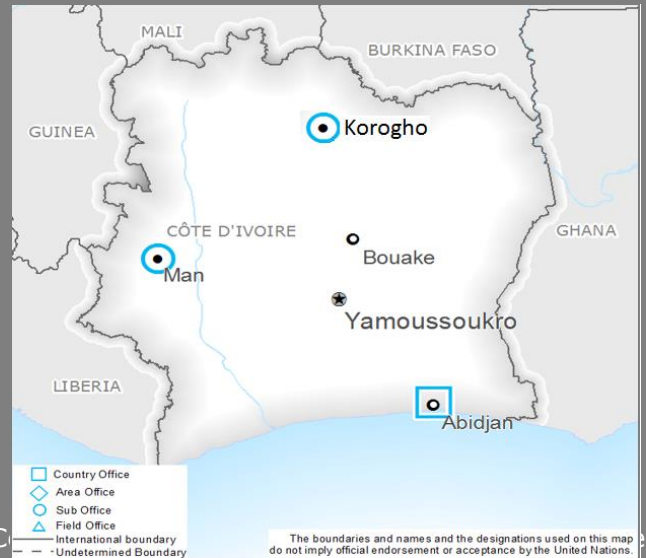 MALI
BURKINA FASO
GUINEA
Korogho
CÔTE D'IVOIRE
GHANA
Bouake
Man
Yamoussoukro
LIBERIA
Abidjan
Country Office
Area Office
Sub Office
Field Office
International boundary
Undetermined Boundary
The boundaries and names and the designations used on this map
do not imply official endorsement or acceptance by the United Nations.